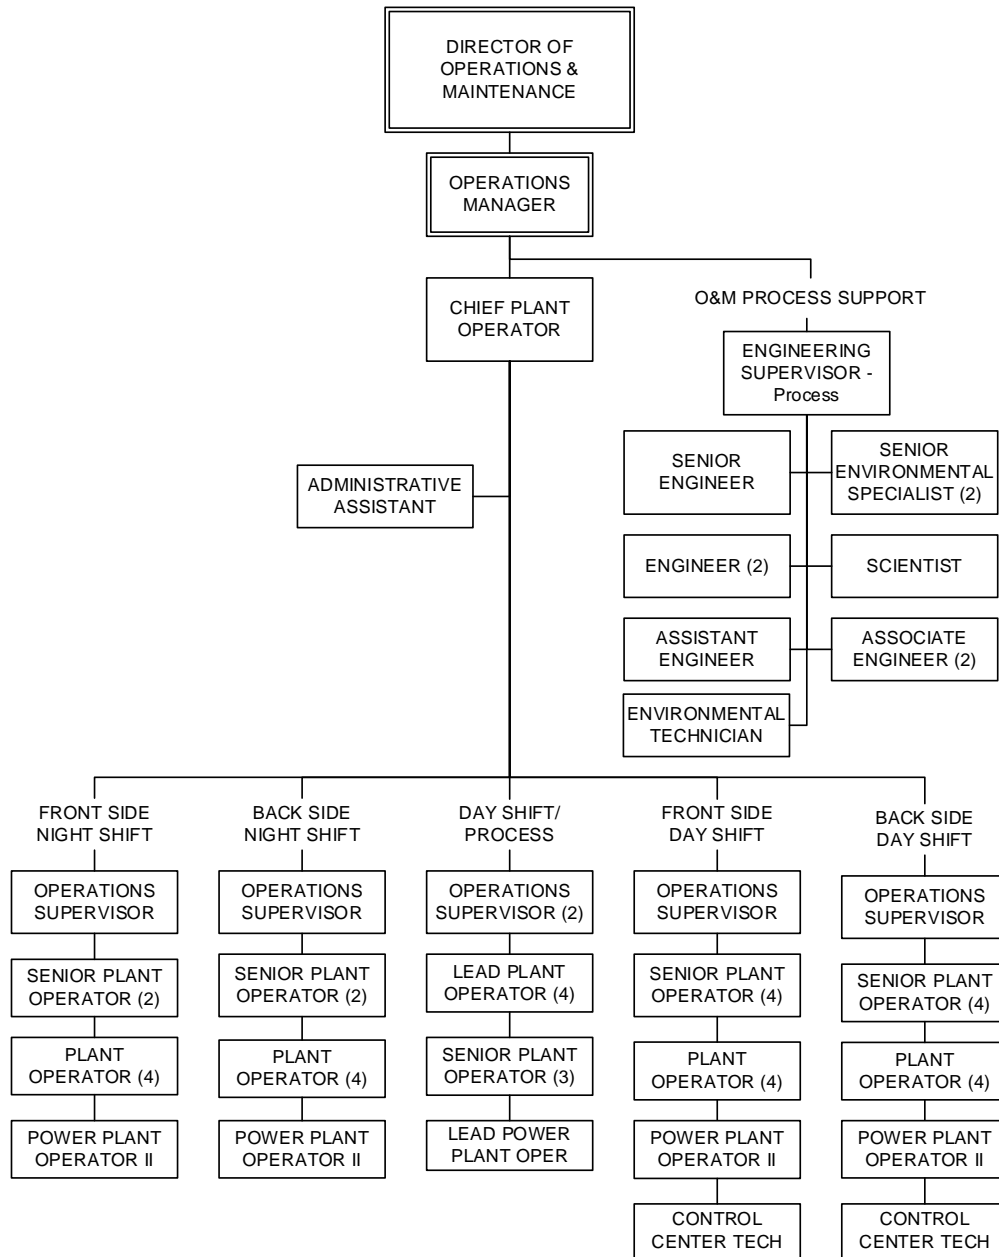 DIRECTOR OF
OPERATIONS &
MAINTENANCE
OPERATIONS
MANAGER
CHIEF PLANT
OPERATOR
O&M PROCESS SUPPORT
ENGINEERING
SUPERVISOR -
Process
SENIOR
ENGINEER
SENIOR
ENVIRONMENTAL
SPECIALIST (2)
ADMINISTRATIVE
ASSISTANT
ENGINEER (2)
SCIENTIST
ASSISTANT
ENGINEER
ASSOCIATE
ENGINEER (2)
ENVIRONMENTAL
TECHNICIAN
FRONT SIDE
NIGHT SHIFT
OPERATIONS
SUPERVISOR
SENIOR PLANT
OPERATOR (2)
PLANT
OPERATOR (4)
POWER PLANT
OPERATOR II
BACK SIDE
NIGHT SHIFT
OPERATIONS
SUPERVISOR
SENIOR PLANT
OPERATOR (2)
PLANT
OPERATOR (4)
POWER PLANT
OPERATOR II
DAY SHIFT/
PROCESS
OPERATIONS
SUPERVISOR (2)
LEAD PLANT
OPERATOR (4)
SENIOR PLANT
OPERATOR (3)
LEAD POWER
PLANT OPER
FRONT SIDE
DAY SHIFT
OPERATIONS
SUPERVISOR
SENIOR PLANT
OPERATOR (4)
PLANT
OPERATOR (4)
POWER PLANT
OPERATOR II
CONTROL
CENTER TECH
BACK SIDE
DAY SHIFT
OPERATIONS
SUPERVISOR
SENIOR PLANT
OPERATOR (4)
PLANT
OPERATOR (4)
POWER PLANT
OPERATOR II
CONTROL
CENTER TECH